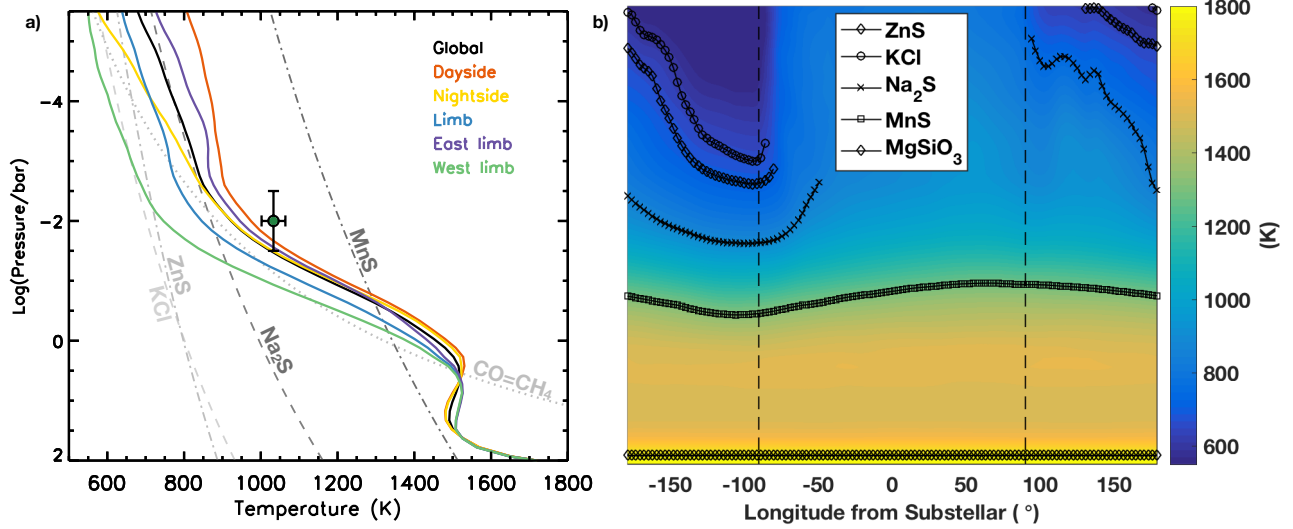 a)
Global
Dayside
Nightside
Limb
East limb
West limb
MnS
ZnS
KCl
Na2S
CO=CH4
Log(Pressure/bar)
-4
-2
0
2
600
800
1000
1200
1400
1600
1800
Temperature (K)
b)
ZnS
KCl
Na2S
MnS
MgSiO3
-150
-100
-50
0
50
100
150
Longitude from Substellar ( °)
1800
1600
1400
1200
1000
800
600
(K)